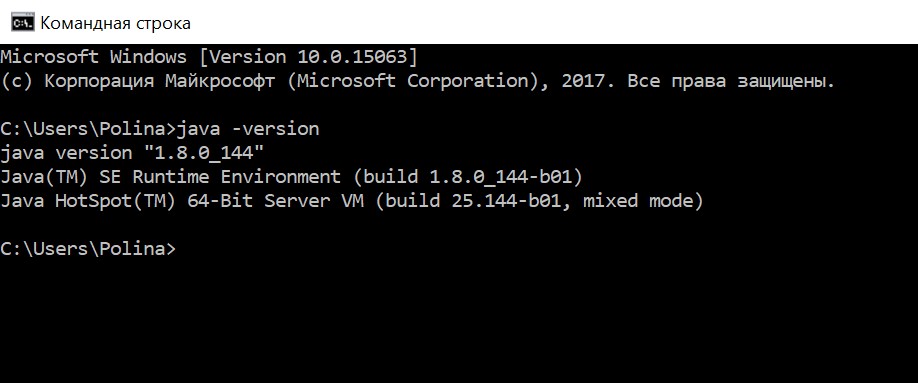 Командная строка
Microsoft Windows [Version 10.0.15063]
(c) Корпорация Майкрософт (Microsoft Corporation), 2017. Все права защищены.
C:\Users\Polina>java -version
java version "1.8.0_144"
Java(TM) SE Runtime Environment (build 1.8.0_144-b01)
Java HotSpot(TM) 64-Bit Server VM (build 25.144-b01, mixed mode)
C:\Users\Polina>